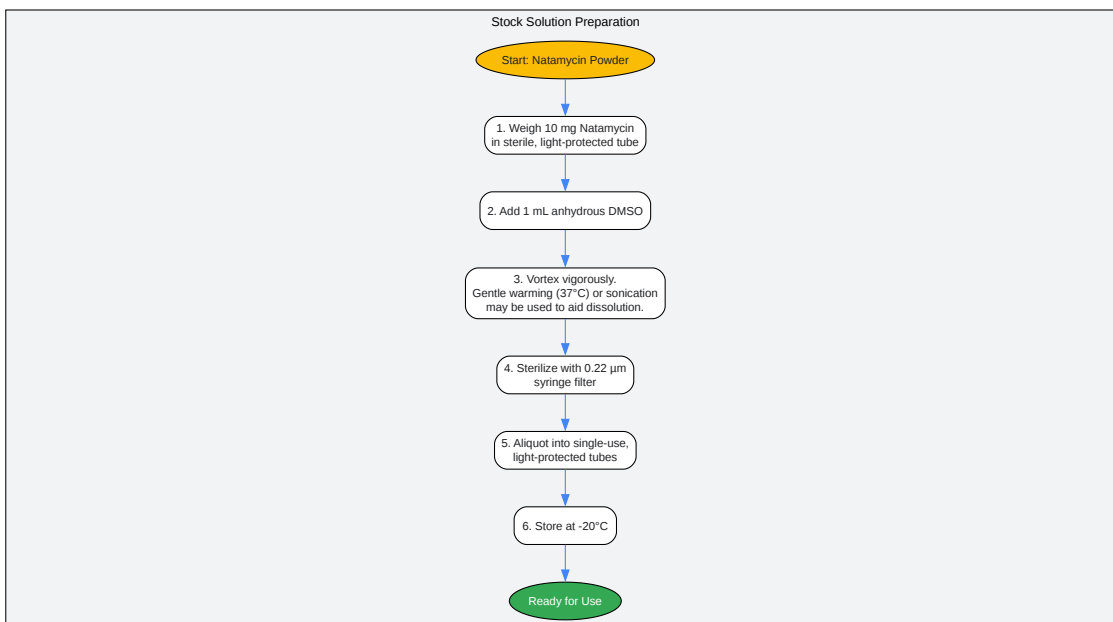 Stock Solution Preparation
Start: Natamycin Powder
1. Weigh 10 mg Natamycin
in sterile, light-protected tube
2. Add 1 mL anhydrous DMSO
3. Vortex vigorously.
Gentle warming (37°C) or sonication
may be used to aid dissolution.
4. Sterilize with 0.22 µm
syringe filter
5. Aliquot into single-use,
light-protected tubes
6. Store at -20°C
Ready for Use